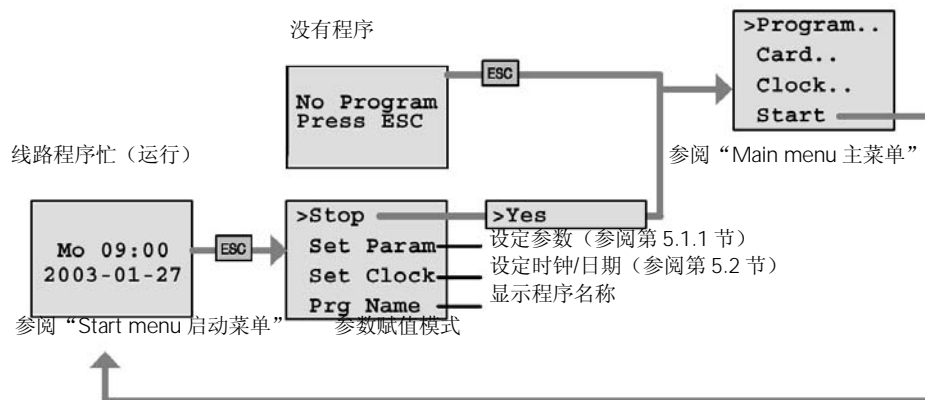 没有程序
No Program
Press ESC
ESC
>Program..
Card..
Clock..
Start
参阅“Main menu 主菜单”
线路程序忙（运行）
Mo 09:00
2003-01-27
ESC
>Stop
Set Param
Set Clock
Prg Name
>Yes
设定参数（参阅第 5.1.1 节）
设定时钟/日期（参阅第 5.2 节）
显示程序名称
参阅“Start menu 启动菜单”
参数赋值模式